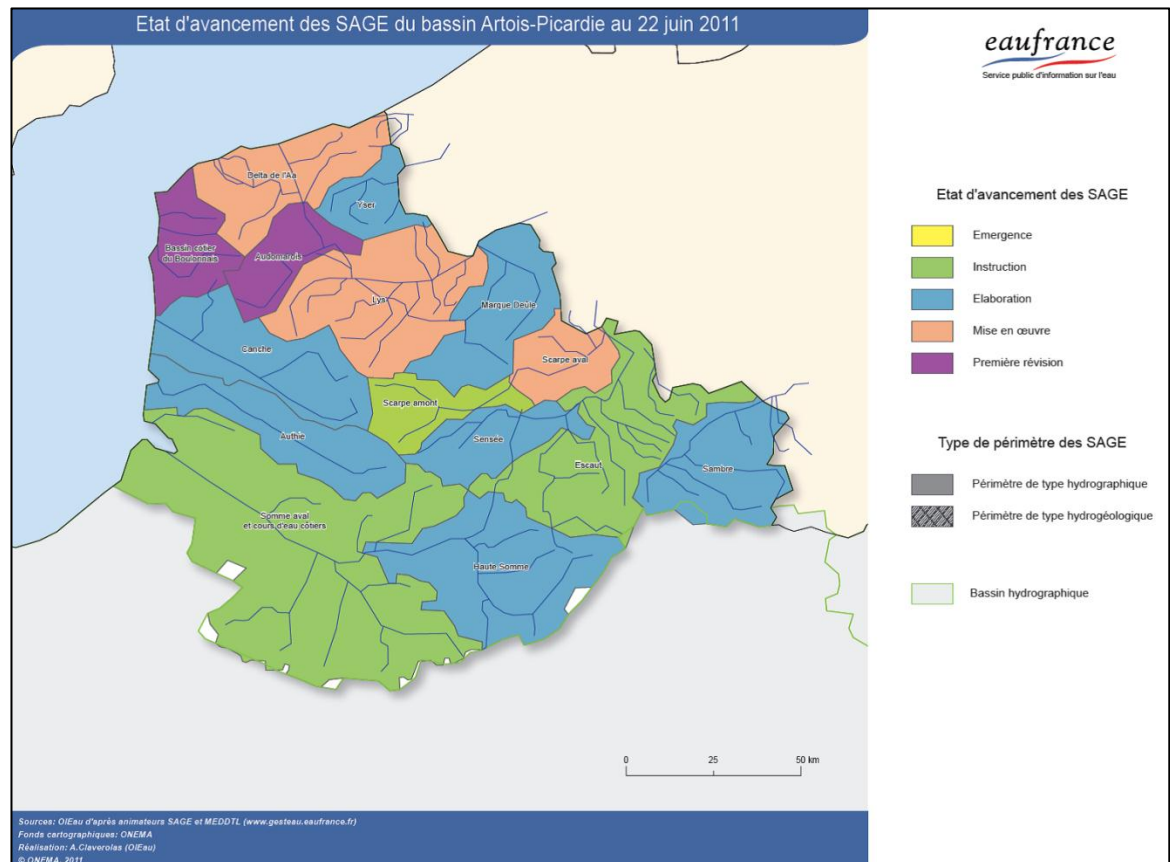 Etat d'avancement des SAGE du bassin Artois-Picardie au 22 juin 2011
eaufrance
Service public d'information sur l'eau
Delta de l'Aa
Yser
Bassin côtier
du Boulonnais
Audomarois
Lys
Marque Deûle
Canche
Scarpe aval
Scarpe amont
Authie
Sensée
Escaut
Sambre
Somme aval
et cours d'eau côtiers
Haute Somme
0 25 50 km
Etat d'avancement des SAGE
Emergence
Instruction
Elaboration
Mise en œuvre
Première révision
Type de périmètre des SAGE
Périmètre de type hydrographique
Périmètre de type hydrogéologique
Bassin hydrographique
Sources: OIEau d'après animateurs SAGE et MEDDTL (www.gesteau.eaufrance.fr)
Fonds cartographiques: ONEMA
Réalisation: A.Claverolas (OIEau)
© ONEMA, 2011